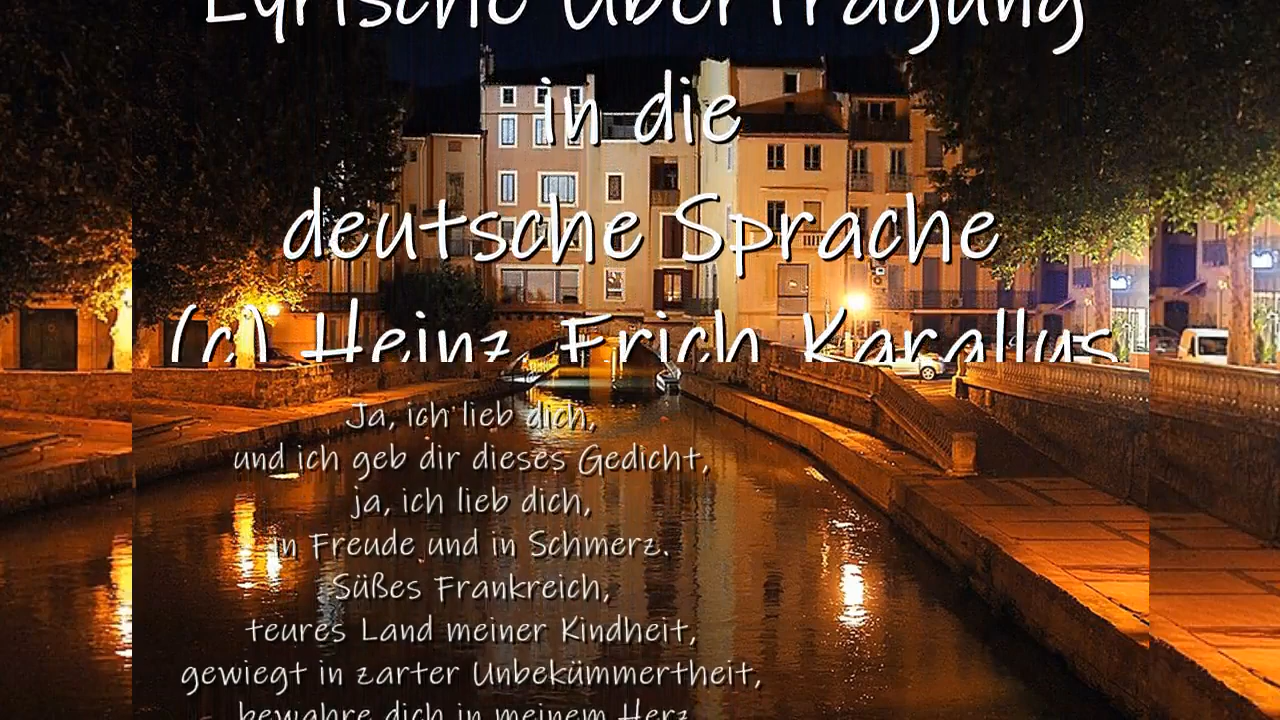 Lyrische Übertragung
in die
deutsche Sprache
(c) Heinz Erich Karallus
Ja, ich lieb dich,
und ich geb dir dieses Gedicht,
ja, ich lieb dich,
in Freude und in Schmerz.
Süßes Frankreich,
teures Land meiner Kindheit,
gewiegt in zarter Unbekümmertheit,
bewahre dich in meinem Herz